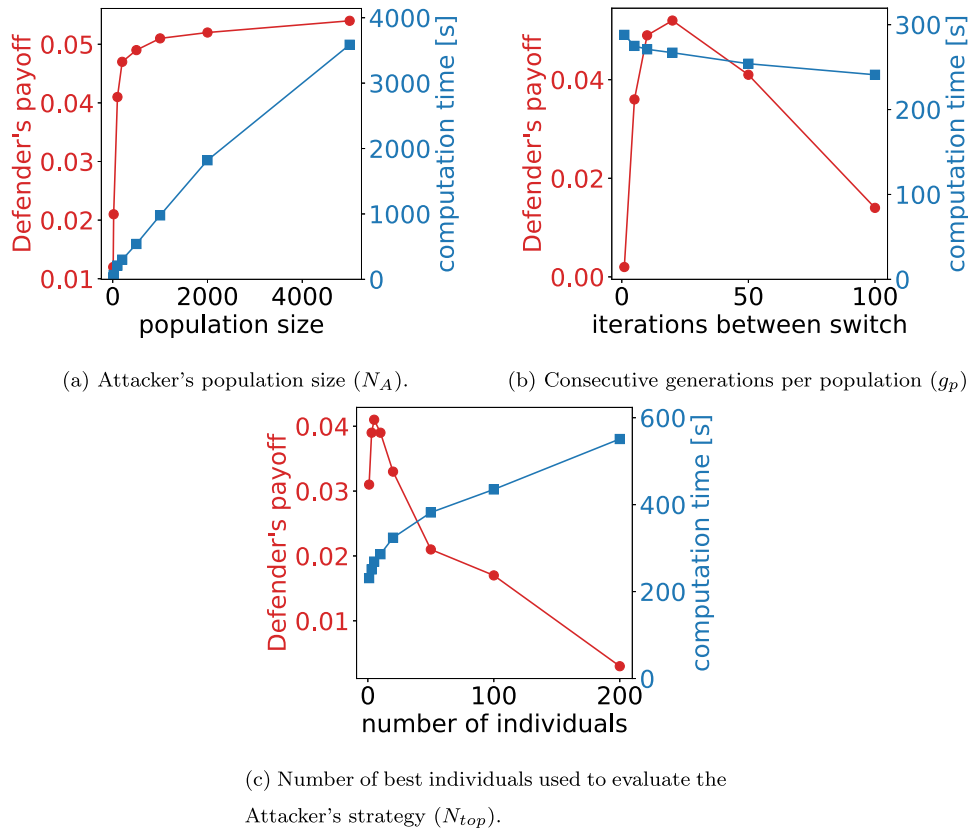 0.05
0.04
0.03
0.02
0.01
Defender's payoff
4000
3000
2000
1000
0
computation time [s]
0 2000 4000
population size
0.04
0.02
0.00
Defender's payoff
300
200
100
0
computation time [s]
0 50 100
iterations between switch
(a) Attacker's population size (N_A).
(b) Consecutive generations per population (g_p)
0.04
0.03
0.02
0.01
Defender's payoff
600
400
200
0
computation time [s]
0 100 200
number of individuals
(c) Number of best individuals used to evaluate the
Attacker's strategy (N_top).